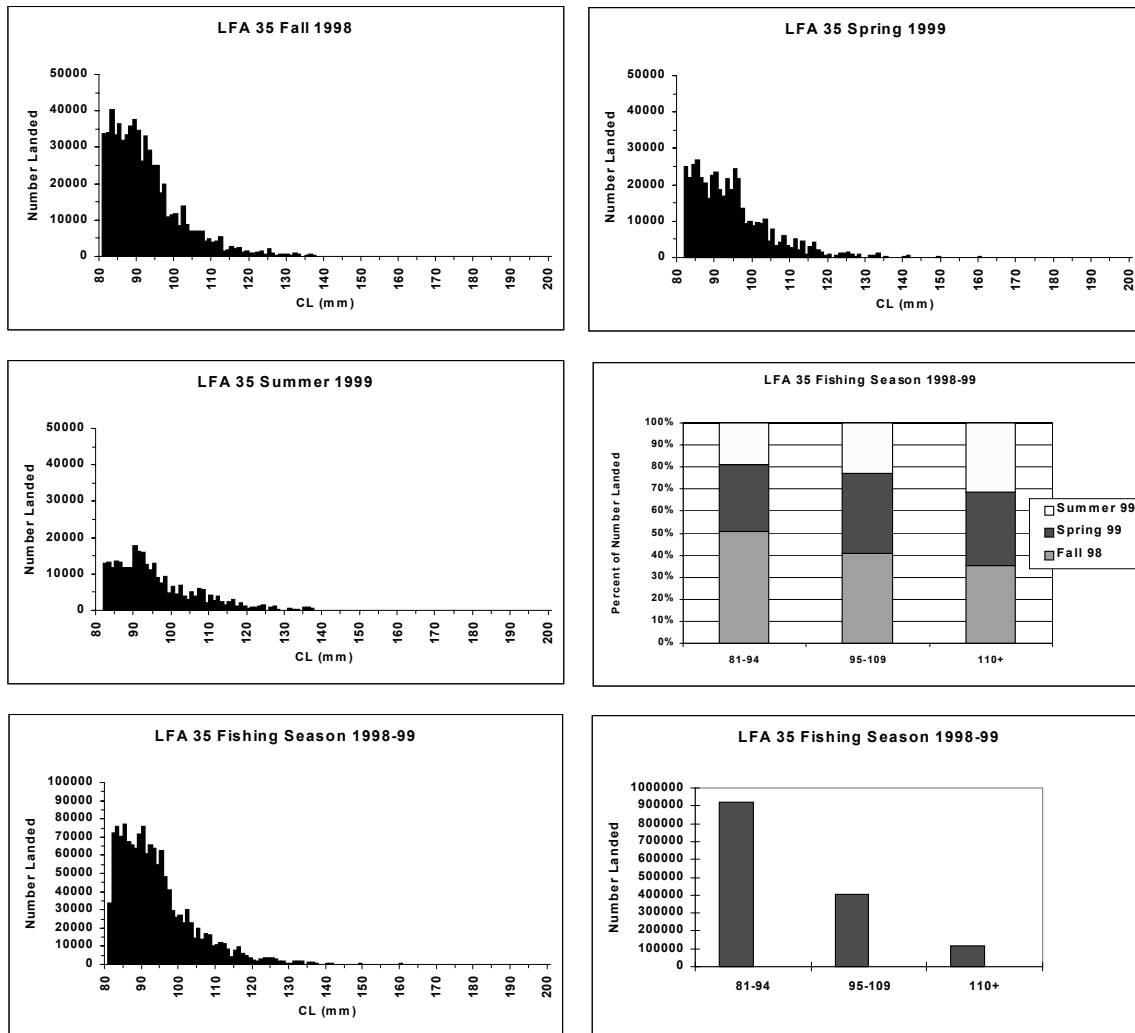 LFA 35 Fall 1998
Number Landed
50000
40000
30000
20000
10000
0
80 90 100 110 120 130 140 150 160 170 180 190 200
CL (mm)
LFA 35 Spring 1999
Number Landed
50000
40000
30000
20000
10000
0
80 90 100 110 120 130 140 150 160 170 180 190 200
CL (mm)
LFA 35 Summer 1999
Number Landed
50000
40000
30000
20000
10000
0
80 90 100 110 120 130 140 150 160 170 180 190 200
CL (mm)
LFA 35 Fishing Season 1998-99
Percent of Number Landed
100%
90%
80%
70%
60%
50%
40%
30%
20%
10%
0%
81-94 95-109 110+
Summer 99
Spring 99
Fall 98
LFA 35 Fishing Season 1998-99
Number Landed
100000
90000
80000
70000
60000
50000
40000
30000
20000
10000
0
80 90 100 110 120 130 140 150 160 170 180 190 200
CL (mm)
LFA 35 Fishing Season 1998-99
Number Landed
1000000
900000
800000
700000
600000
500000
400000
300000
200000
100000
0
81-94 95-109 110+